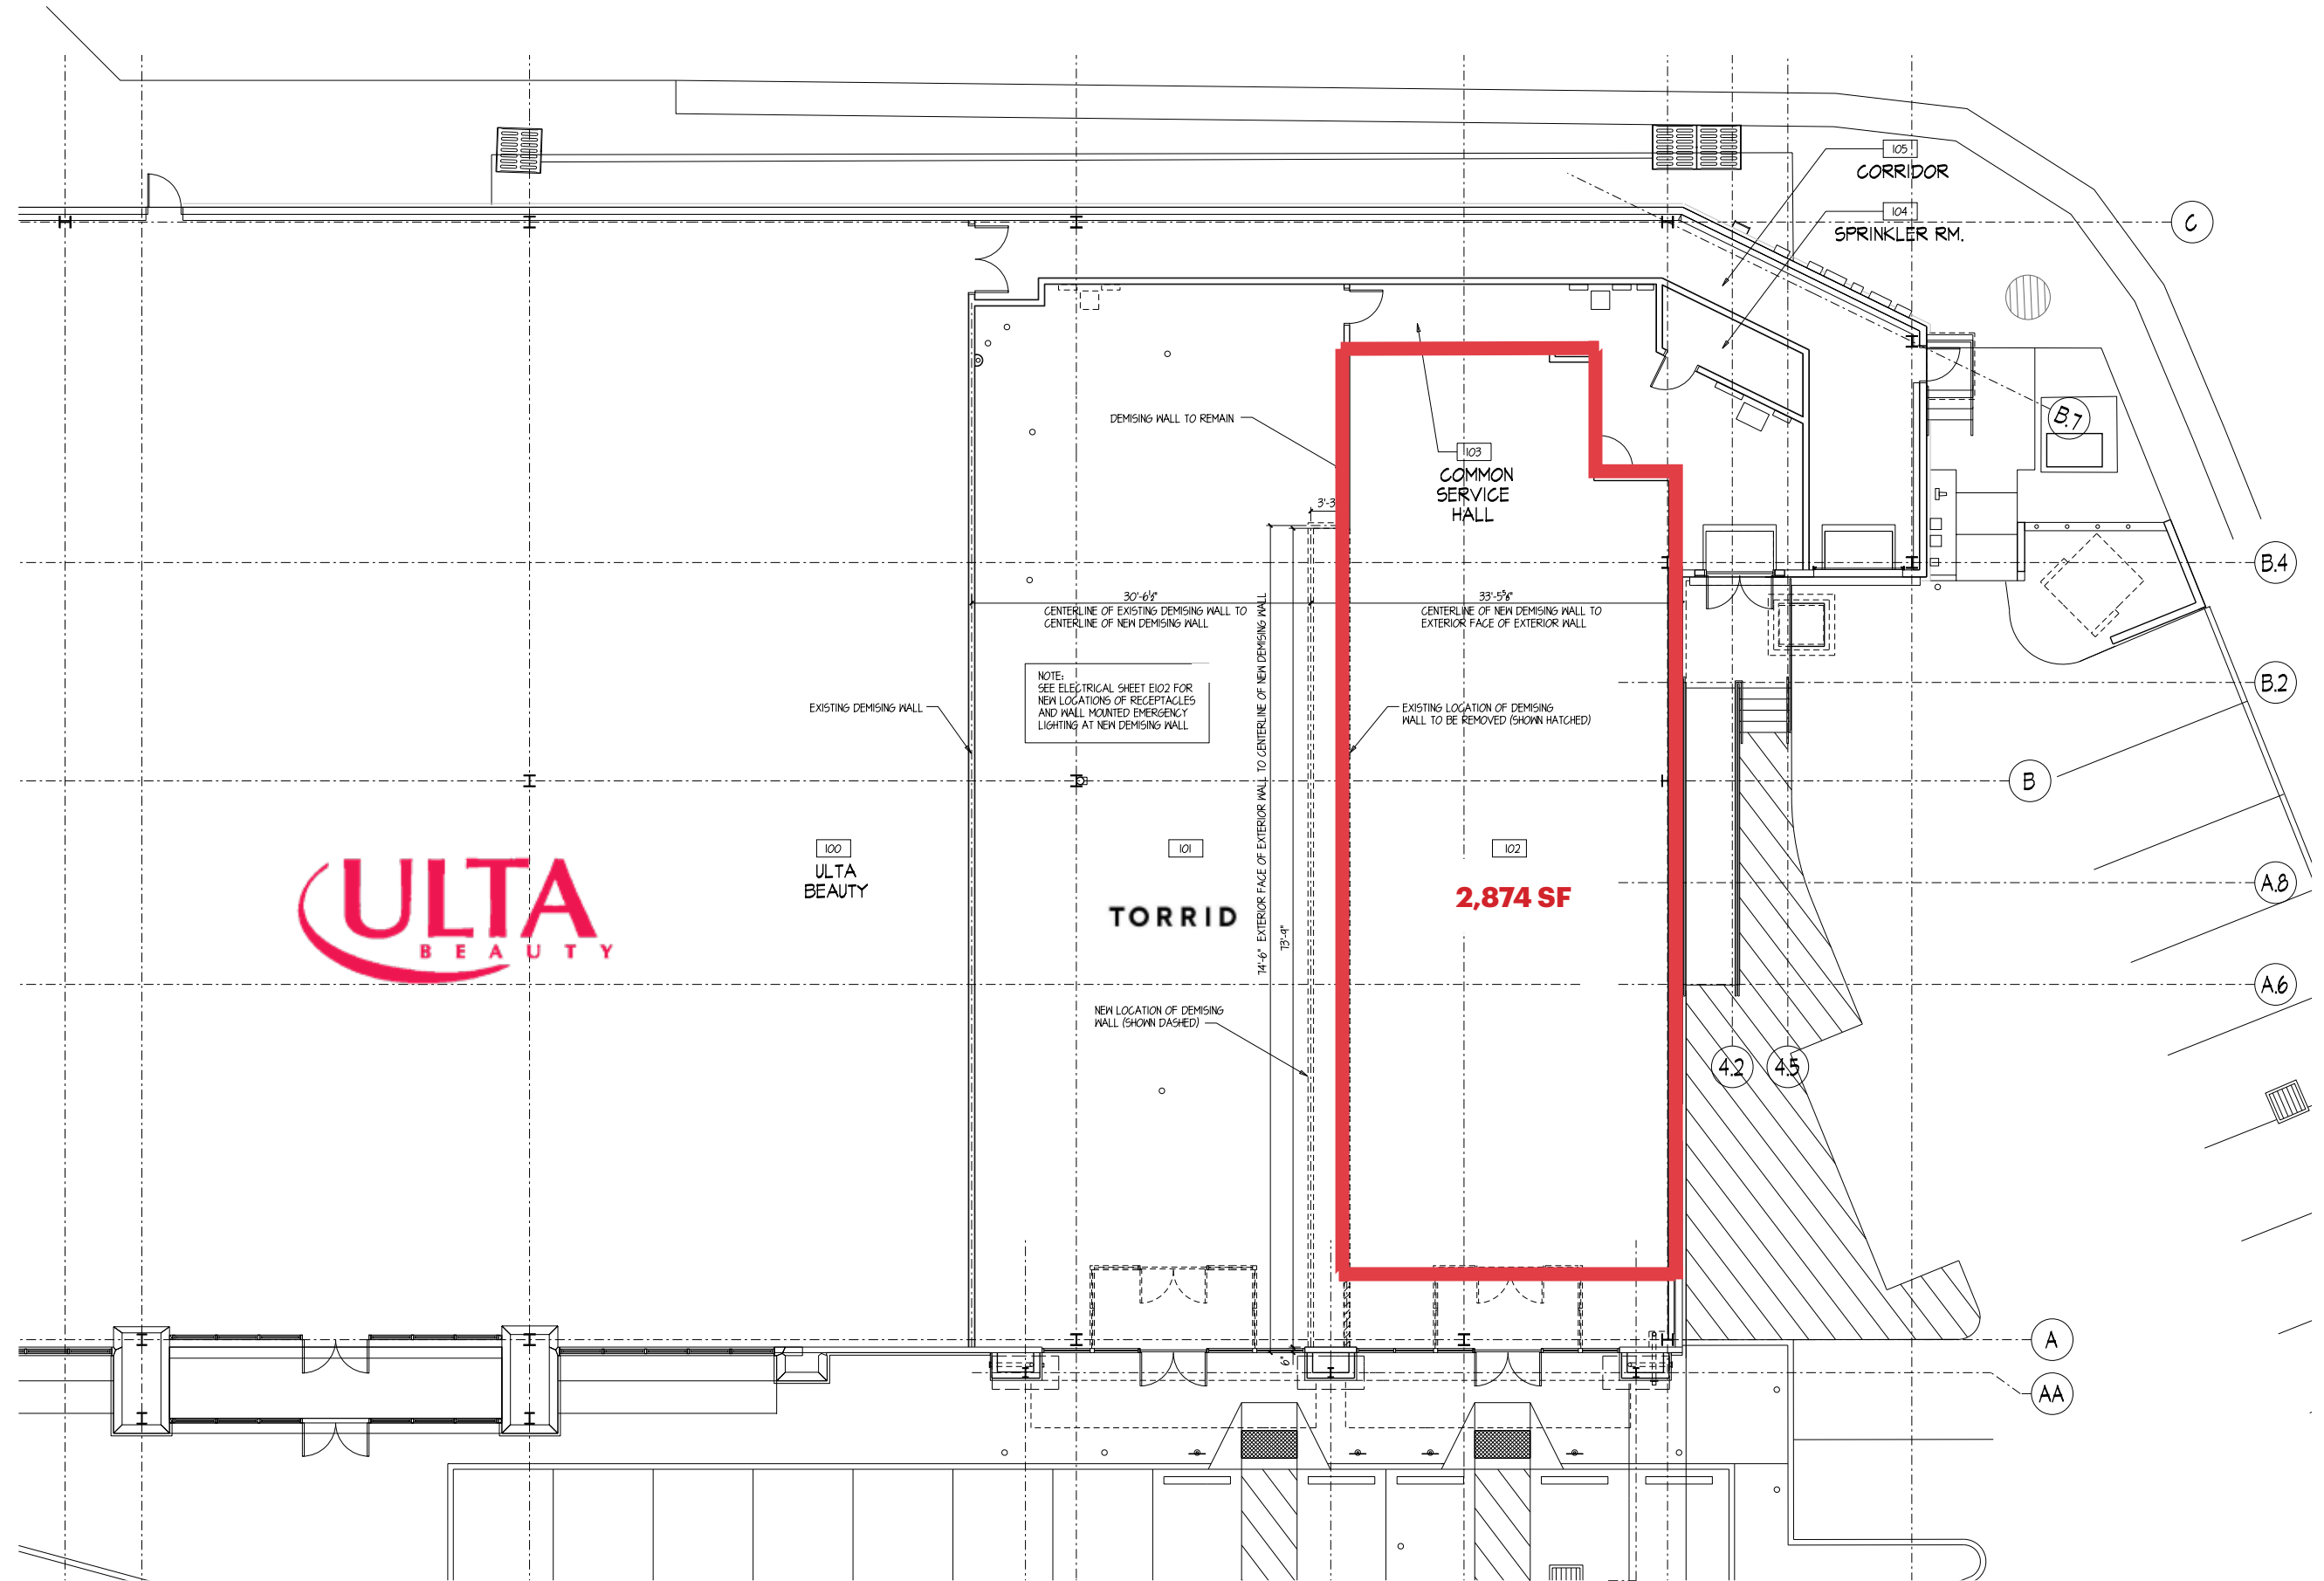 105
CORRIDOR
104
SPRINKLER RM.
C
B.7
DEMISING WALL TO REMAIN
103
COMMON
SERVICE
HALL
3'-3
B.4
30'-6½"
CENTERLINE OF EXISTING DEMISING WALL TO
CENTERLINE OF NEW DEMISING WALL
33'-5⅝"
CENTERLINE OF NEW DEMISING WALL TO
EXTERIOR FACE OF EXTERIOR WALL
NOTE:
SEE ELECTRICAL SHEET E102 FOR
NEW LOCATIONS OF RECEPTACLES
AND WALL MOUNTED EMERGENCY
LIGHTING AT NEW DEMISING WALL
B.2
EXISTING DEMISING WALL
EXISTING LOCATION OF DEMISING
WALL TO BE REMOVED (SHOWN HATCHED)
74'-6" EXTERIOR FACE OF EXTERIOR WALL TO CENTERLINE OF NEW DEMISING WALL
73'-9"
B
100
ULTA
BEAUTY
101
102
ULTA
BEAUTY
TORRID
2,874 SF
A.8
A.6
NEW LOCATION OF DEMISING
WALL (SHOWN DASHED)
4.2
4.5
A
6"
AA